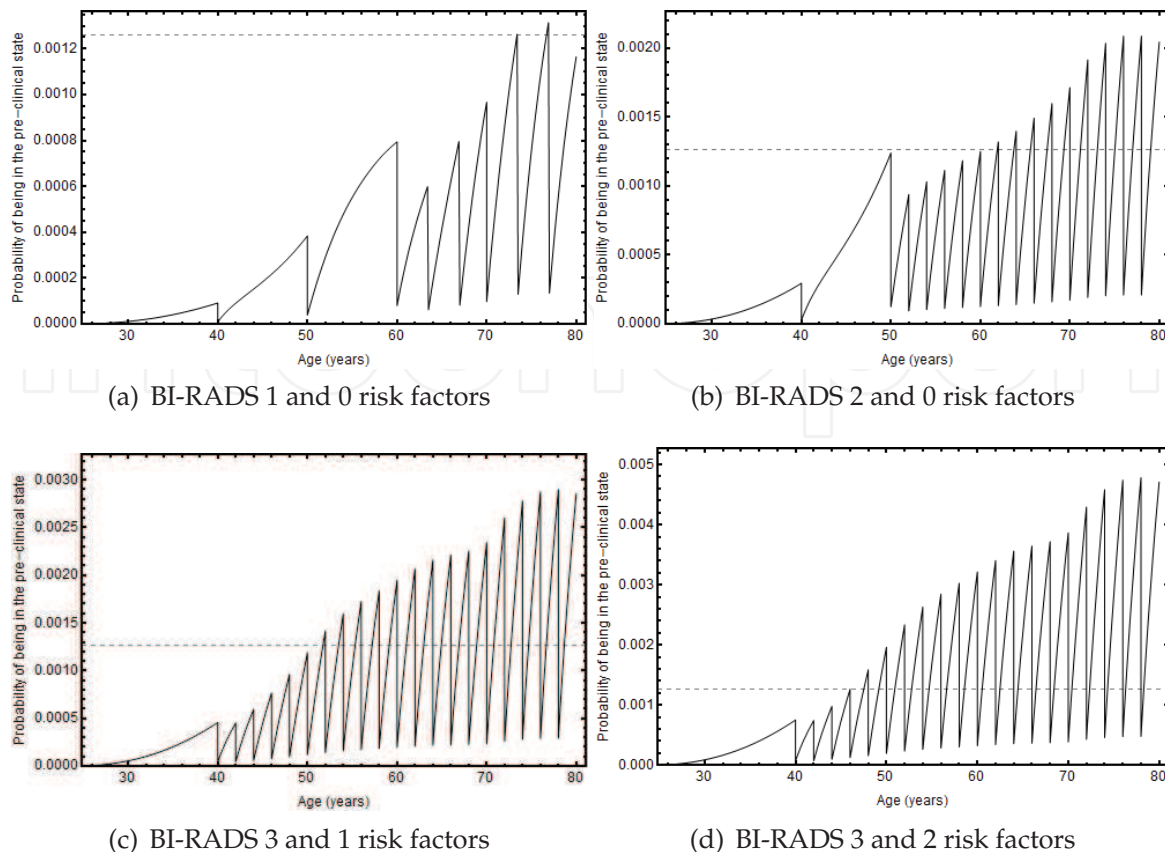 Probability of being in the pre-clinical state
0.0012
0.0010
0.0008
0.0006
0.0004
0.0002
0.0000
30 40 50 60 70 80
Age (years)
(a) BI-RADS 1 and 0 risk factors
Probability of being in the pre-clinical state
0.0020
0.0015
0.0010
0.0005
0.0000
30 40 50 60 70 80
Age (years)
(b) BI-RADS 2 and 0 risk factors
Probability of being in the pre-clinical state
0.0030
0.0025
0.0020
0.0015
0.0010
0.0005
0.0000
30 40 50 60 70 80
Age (years)
(c) BI-RADS 3 and 1 risk factors
Probability of being in the pre-clinical state
0.005
0.004
0.003
0.002
0.001
0.000
30 40 50 60 70 80
Age (years)
(d) BI-RADS 3 and 2 risk factors